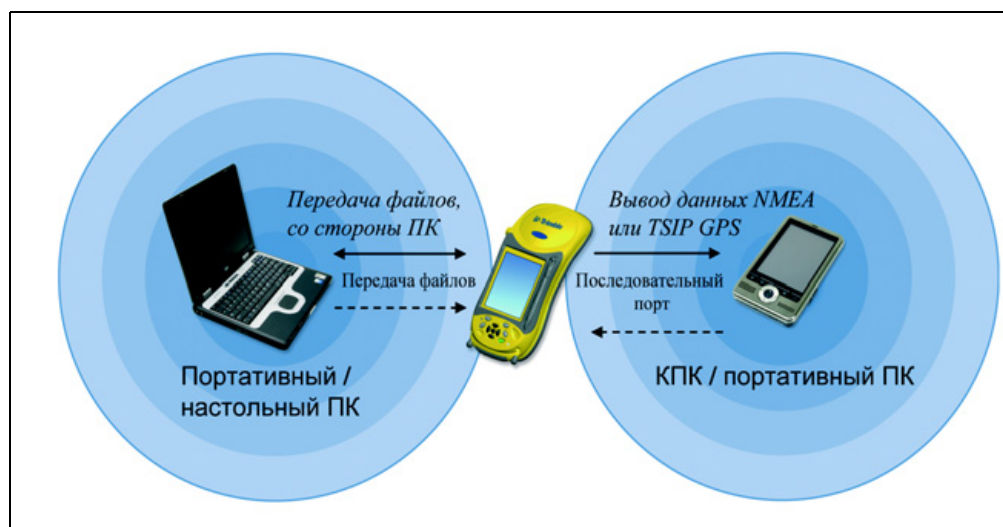 Передача файлов,
со стороны ПК
Передача файлов
Портативный /
настольный ПК
Trimble
Вывод данных NMEA
или TSIP GPS
Последовательный
порт
КПК / портативный ПК